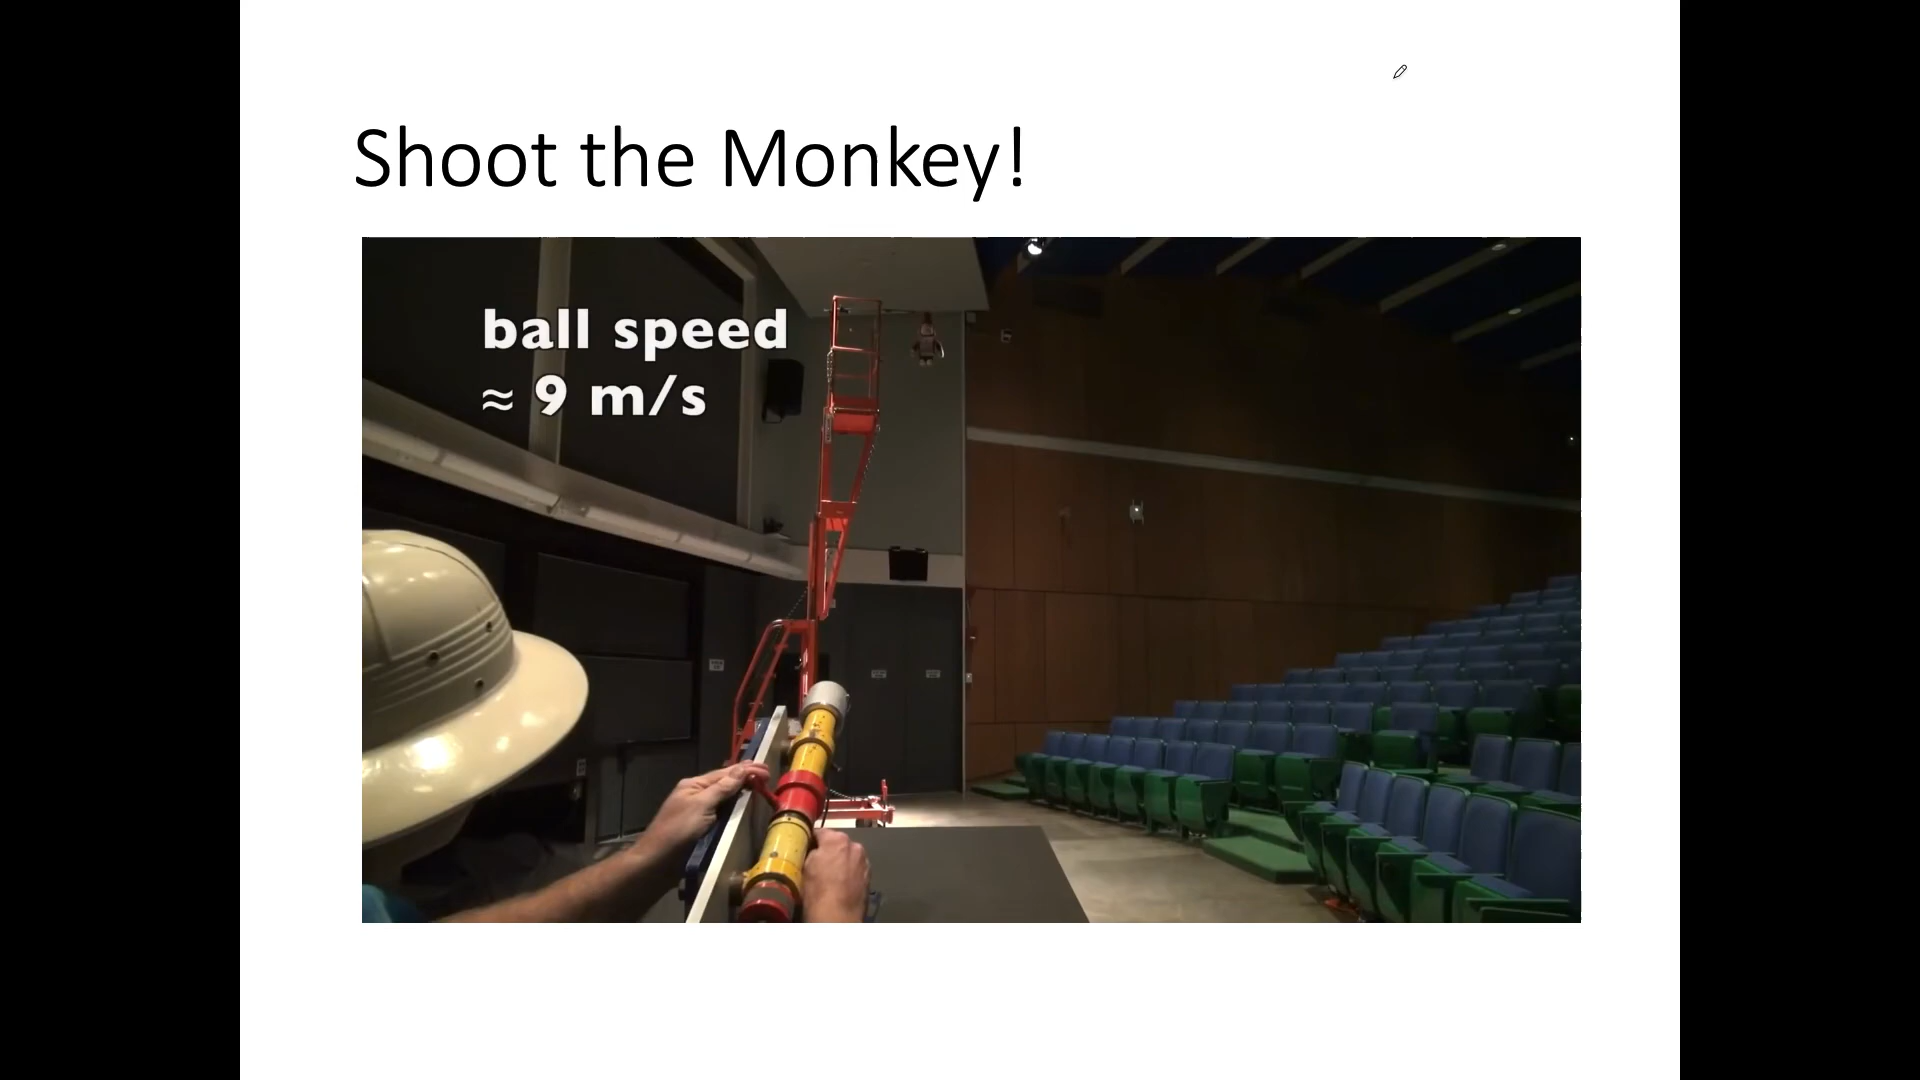 Shoot the Monkey!
ball speed
≈ 9 m/s